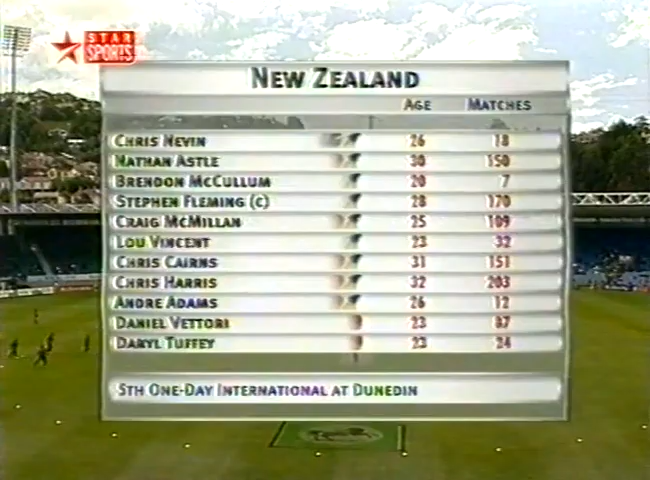 STAR
SPORTS
NEW ZEALAND
AGE MATCHES
CHRIS NEVIN 26 18
NATHAN ASTLE 30 150
BRENDON MCCULLUM 20 7
STEPHEN FLEMING (C) 28 170
CRAIG MCMILLAN 25 109
LOU VINCENT 23 32
CHRIS CAIRNS 31 151
CHRIS HARRIS 32 203
ANDRE ADAMS 26 12
DANIEL VETTORI 23 87
DARYL TUFFEY 23 24
5TH ONE-DAY INTERNATIONAL AT DUNEDIN